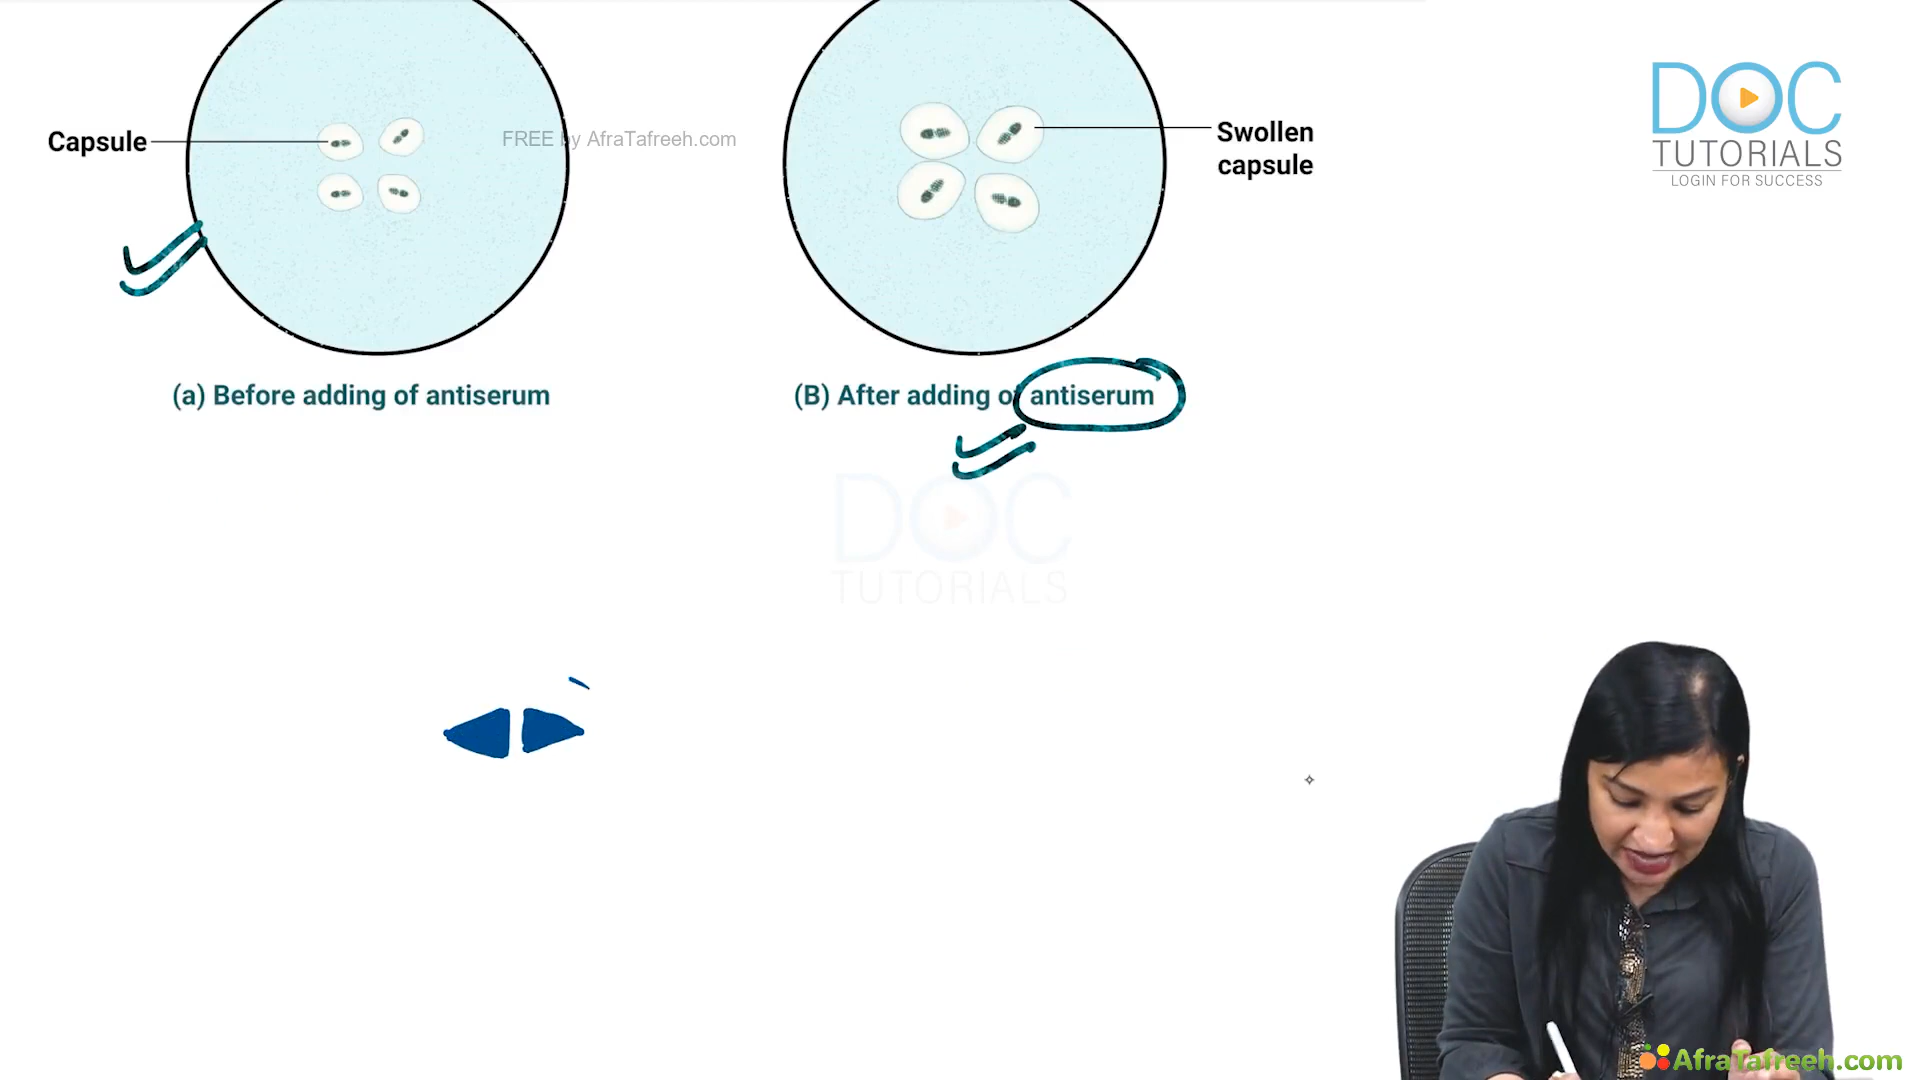 DOC
TUTORIALS
LOGIN FOR SUCCESS
Capsule
FREE by AfraTafreeh.com
Swollen
capsule
(a) Before adding of antiserum
(B) After adding of antiserum
DOC
TUTORIALS
AfraTafreeh.com